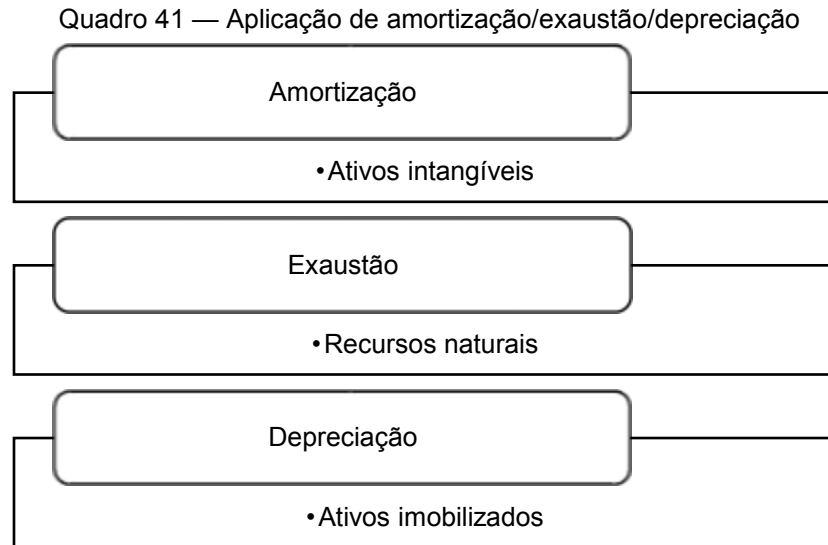 Quadro 41 — Aplicação de amortização/exaustão/depreciação
Amortização
•Ativos intangíveis
Exaustão
•Recursos naturais
Depreciação
•Ativos imobilizados